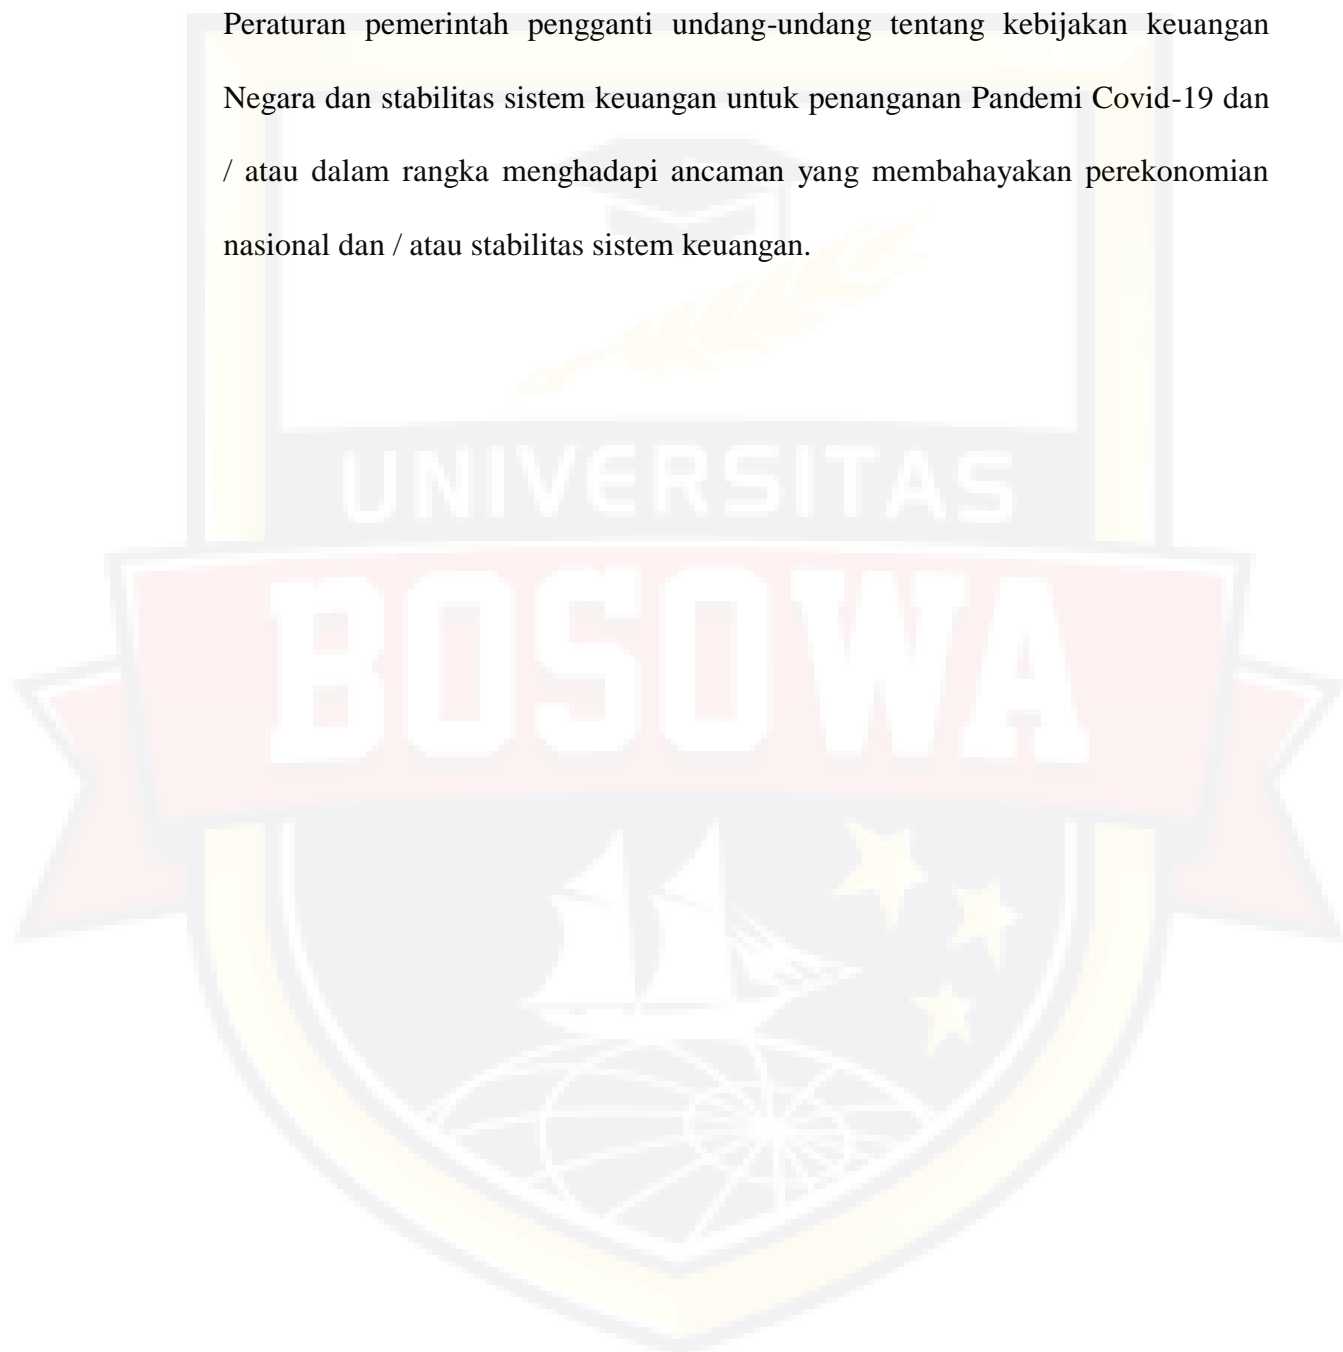 Peraturan pemerintah pengganti undang-undang tentang kebijakan keuangan
Negara dan stabilitas sistem keuangan untuk penanganan Pandemi Covid-19 dan
/ atau dalam rangka menghadapi ancaman yang membahayakan perekonomian
nasional dan / atau stabilitas sistem keuangan.
UNIVERSITAS
BOSOWA